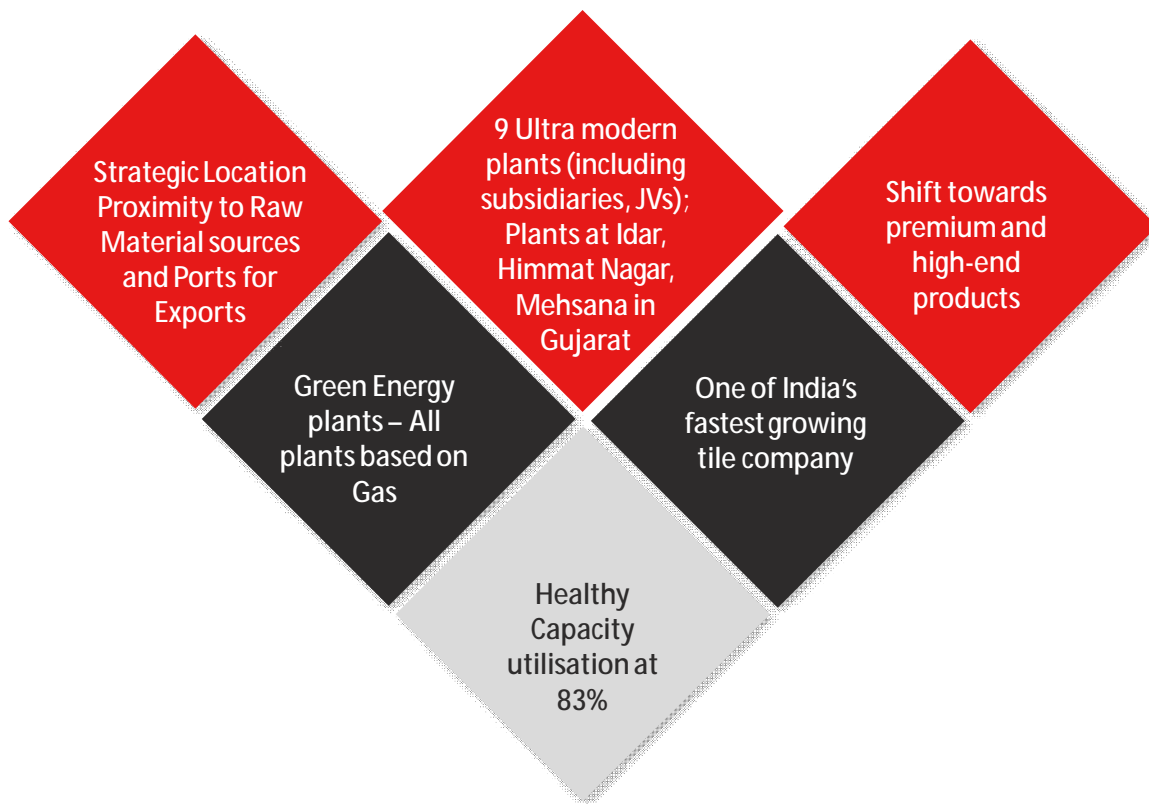 Strategic Location
Proximity to Raw
Material sources
and Ports for
Exports
9 Ultra modern
plants (including
subsidiaries, JVs);
Plants at Idar,
Himmat Nagar,
Mehsana in
Gujarat
Shift towards
premium and
high-end
products
Green Energy
plants – All
plants based on
Gas
One of India's
fastest growing
tile company
Healthy
Capacity
utilisation at
83%